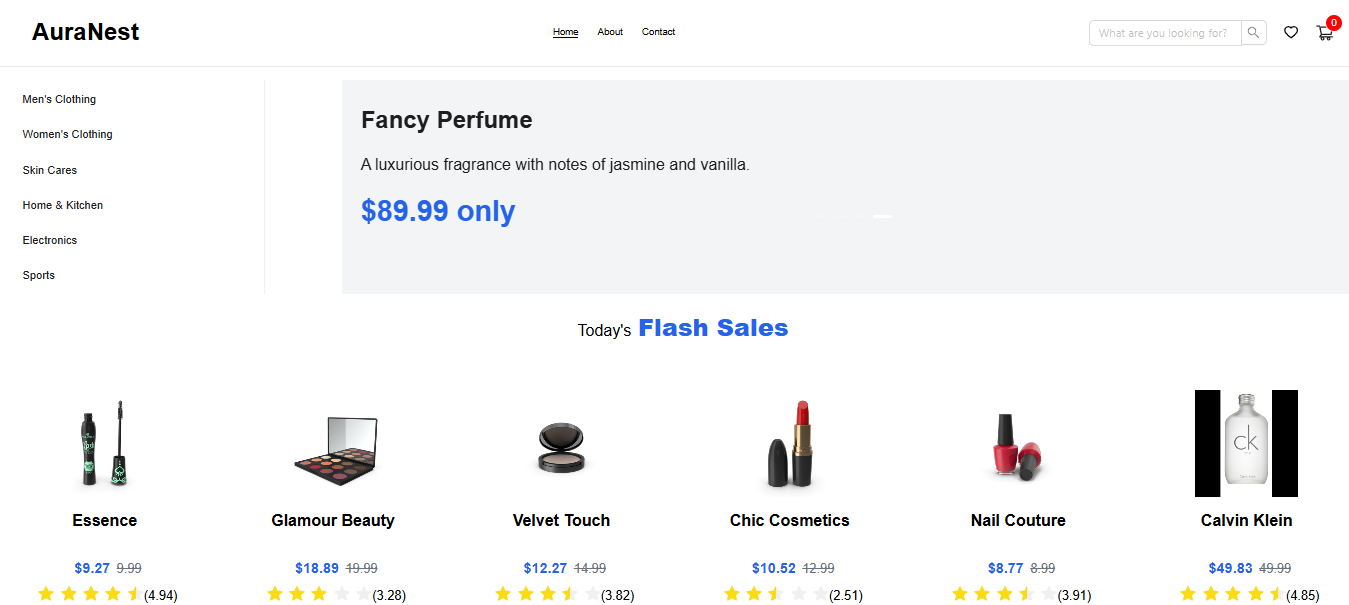 AuraNest
Home About Contact
What are you looking for?
0
Men's Clothing
Women's Clothing
Skin Cares
Home & Kitchen
Electronics
Sports
Fancy Perfume
A luxurious fragrance with notes of jasmine and vanilla.
$89.99 only
Today's Flash Sales
ck
Essence Glamour Beauty Velvet Touch Chic Cosmetics Nail Couture Calvin Klein
$9.27 9.99 $18.89 19.99 $12.27 14.99 $10.52 12.99 $8.77 8.99 $49.83 49.99
(4.94) (3.28) (3.82) (2.51) (3.91) (4.85)